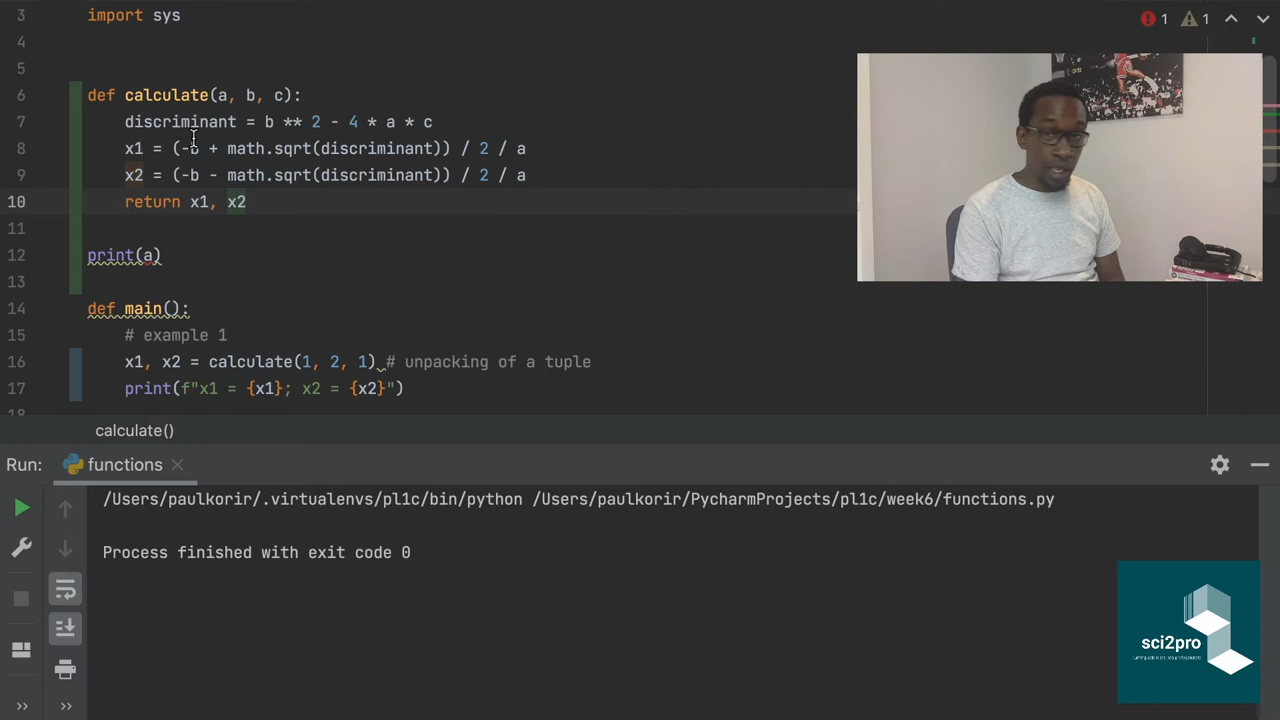 3 import sys
4
5
6 def calculate(a, b, c):
7 discriminant = b ** 2 - 4 * a * c
8 x1 = (-b + math.sqrt(discriminant)) / 2 / a
9 x2 = (-b - math.sqrt(discriminant)) / 2 / a
10 return x1, x2
11
12 print(a)
13
14 def main():
15 # example 1
16 x1, x2 = calculate(1, 2, 1) # unpacking of a tuple
17 print(f"x1 = {x1}; x2 = {x2}")
18
1 1
calculate()
Run: functions
/Users/paulkorir/.virtualenvs/pl1c/bin/python /Users/paulkorir/PycharmProjects/pl1c/week6/functions.py
Process finished with exit code 0
sci2pro